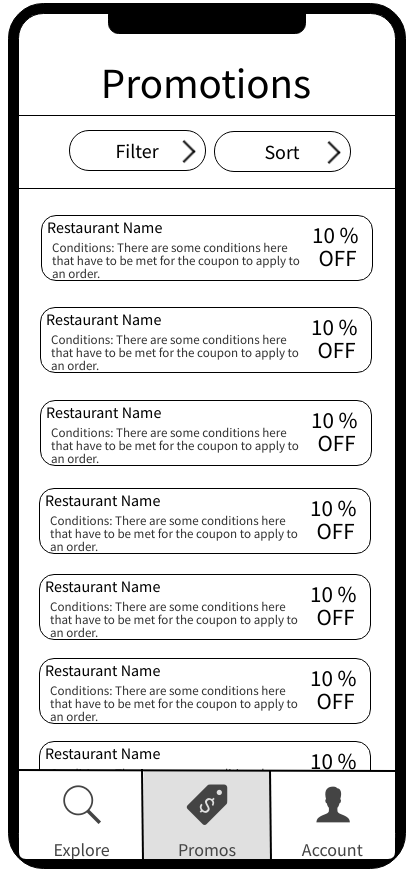 Promotions
Filter
Sort
Restaurant Name
Conditions: There are some conditions here
that have to be met for the coupon to apply to
an order.
10 %
OFF
Restaurant Name
Conditions: There are some conditions here
that have to be met for the coupon to apply to
an order.
10 %
OFF
Restaurant Name
Conditions: There are some conditions here
that have to be met for the coupon to apply to
an order.
10 %
OFF
Restaurant Name
Conditions: There are some conditions here
that have to be met for the coupon to apply to
an order.
10 %
OFF
Restaurant Name
Conditions: There are some conditions here
that have to be met for the coupon to apply to
an order.
10 %
OFF
Restaurant Name
Conditions: There are some conditions here
that have to be met for the coupon to apply to
an order.
10 %
OFF
Restaurant Name
10 %
$
Explore
Promos
Account